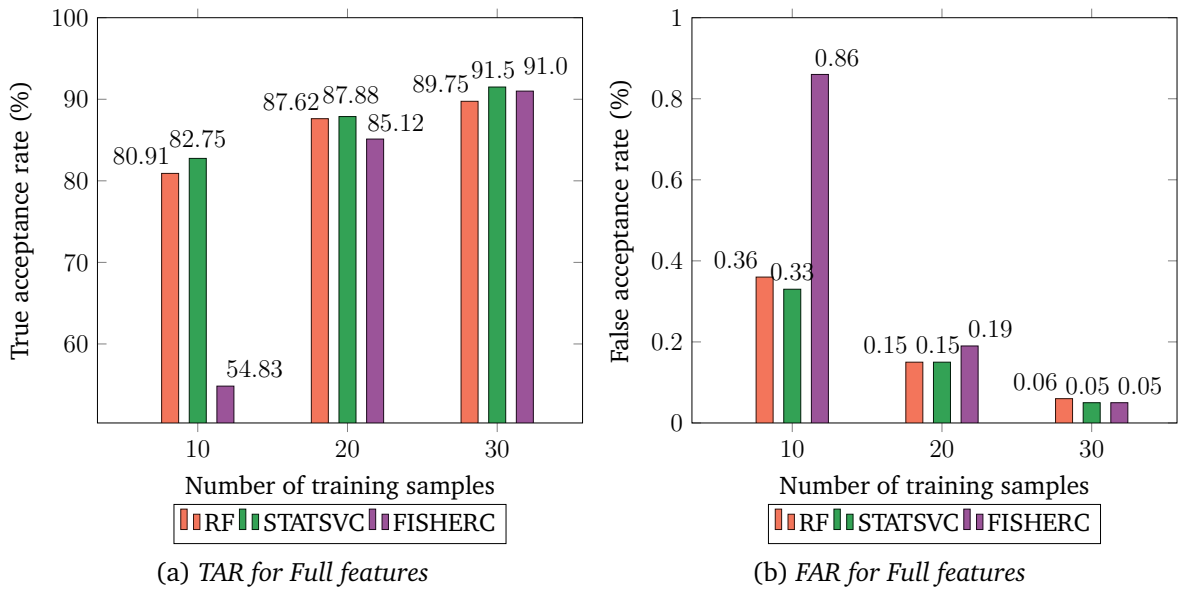 100
90
80
70
60
True acceptance rate (%)
80.91
82.75
54.83
87.62
87.88
85.12
89.75
91.5
91.0
10 20 30
Number of training samples
RF STATSVC FISHERC
(a) TAR for Full features
1
0.8
0.6
0.4
0.2
0
False acceptance rate (%)
0.36
0.33
0.86
0.15
0.15
0.19
0.06
0.05
0.05
10 20 30
Number of training samples
RF STATSVC FISHERC
(b) FAR for Full features